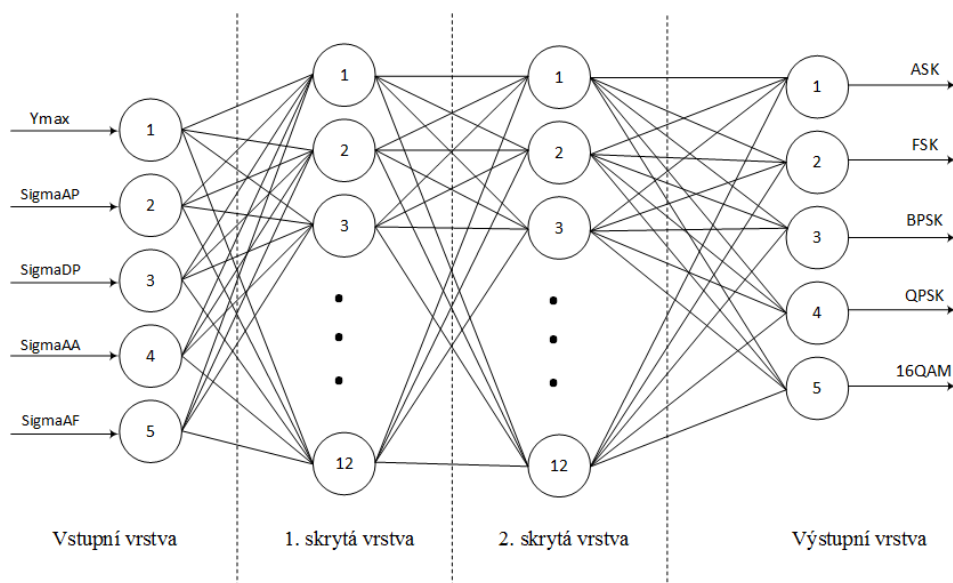 Ymax
SigmaAP
SigmaDP
SigmaAA
SigmaAF
1
2
3
4
5
1
2
3
12
1
2
3
12
1
2
3
4
5
ASK
FSK
BPSK
QPSK
16QAM
Vstupní vrstva
1. skrytá vrstva
2. skrytá vrstva
Výstupní vrstva